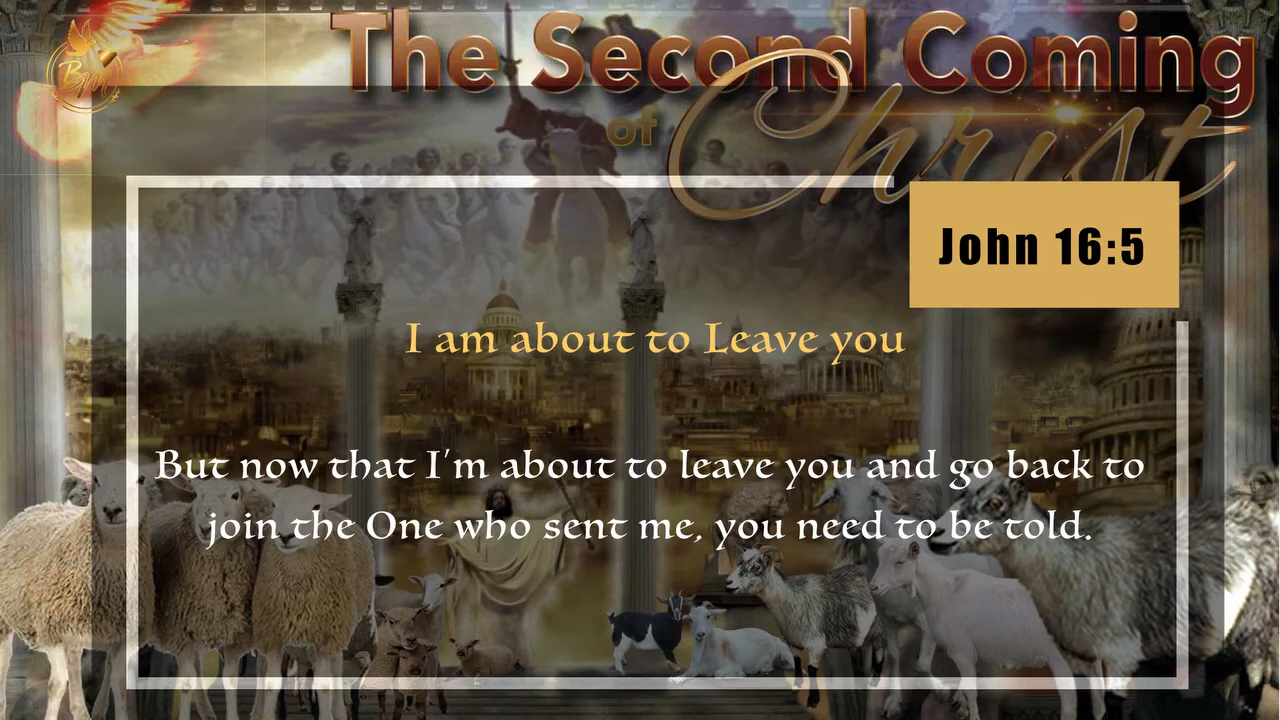 The Second Coming
of Christ
BM
John 16:5
I am about to Leave you
But now that I'm about to leave you and go back to
join the One who sent me, you need to be told.